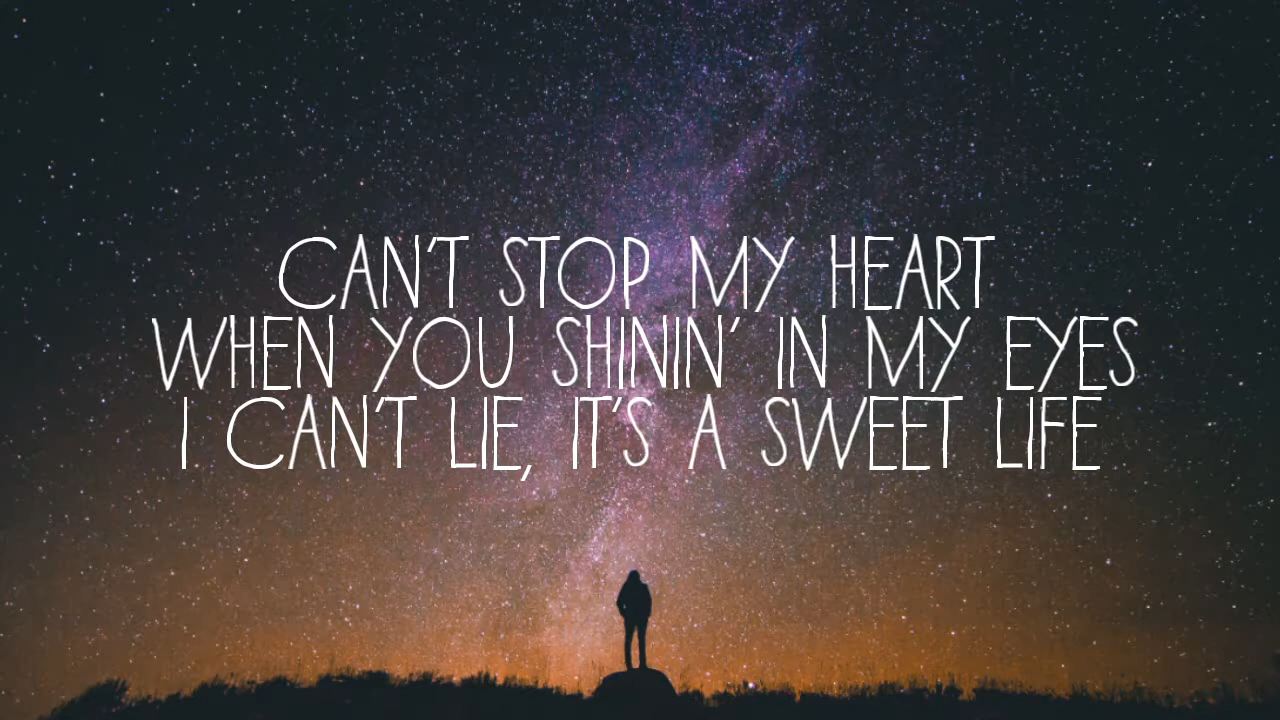 CAN'T STOP MY HEART
WHEN YOU SHININ' IN MY EYES
I CAN'T LIE, IT'S A SWEET LIFE